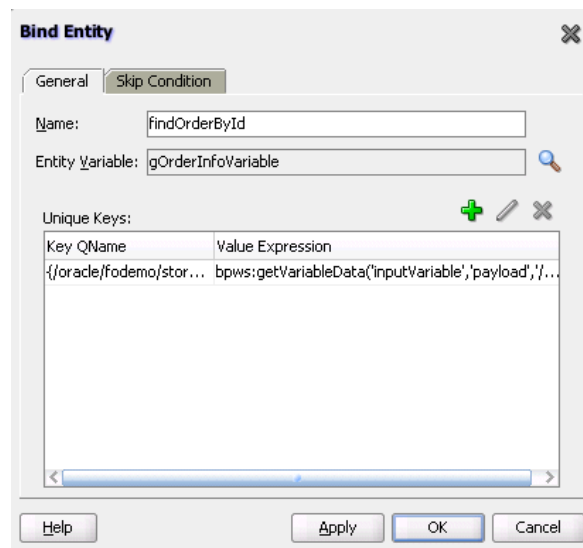 Bind Entity
General Skip Condition
Name: findOrderById
Entity Variable: gOrderInfoVariable
Unique Keys:
Key QName Value Expression
{/oracle/fodemo/stor... bpws:getVariableData('inputVariable','payload','/...
Help Apply OK Cancel